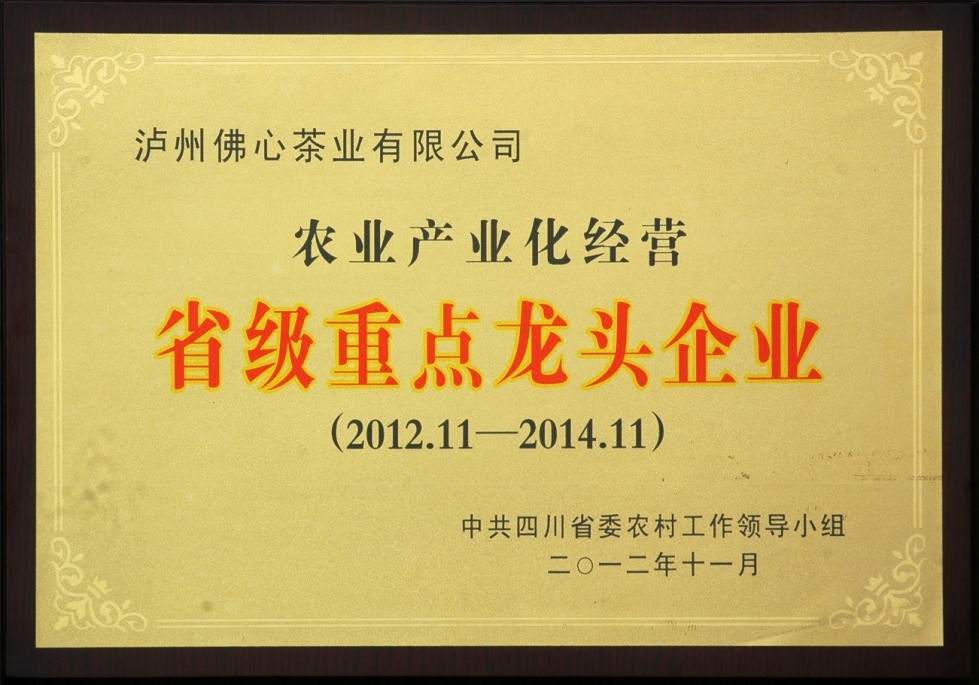 泸州佛心茶业有限公司
农业产业化经营
省级重点龙头企业
(2012.11—2014.11)
中共四川省委农村工作领导小组
二〇一二年十一月